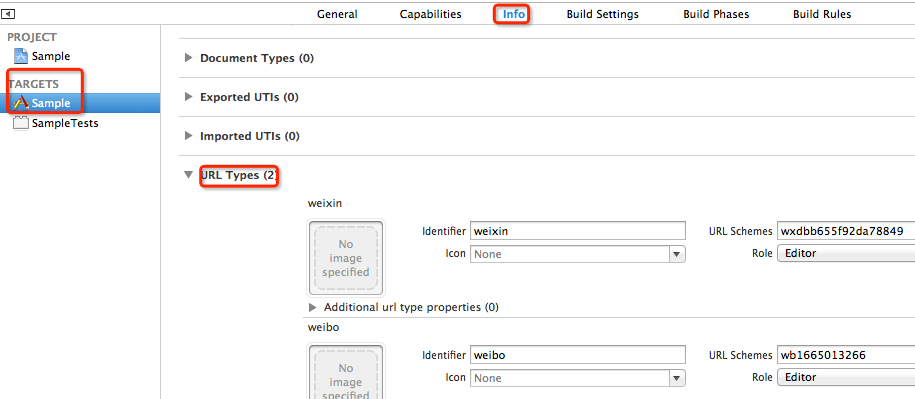 General Capabilities Info Build Settings Build Phases Build Rules
PROJECT
Sample
TARGETS
Sample
SampleTests
Document Types (0)
Exported UTIs (0)
Imported UTIs (0)
URL Types (2)
weixin
No
image
specified
Identifier weixin URL Schemes wxdbb655f92da78849
Icon None Role Editor
Additional url type properties (0)
weibo
No
image
specified
Identifier weibo URL Schemes wb1665013266
Icon None Role Editor